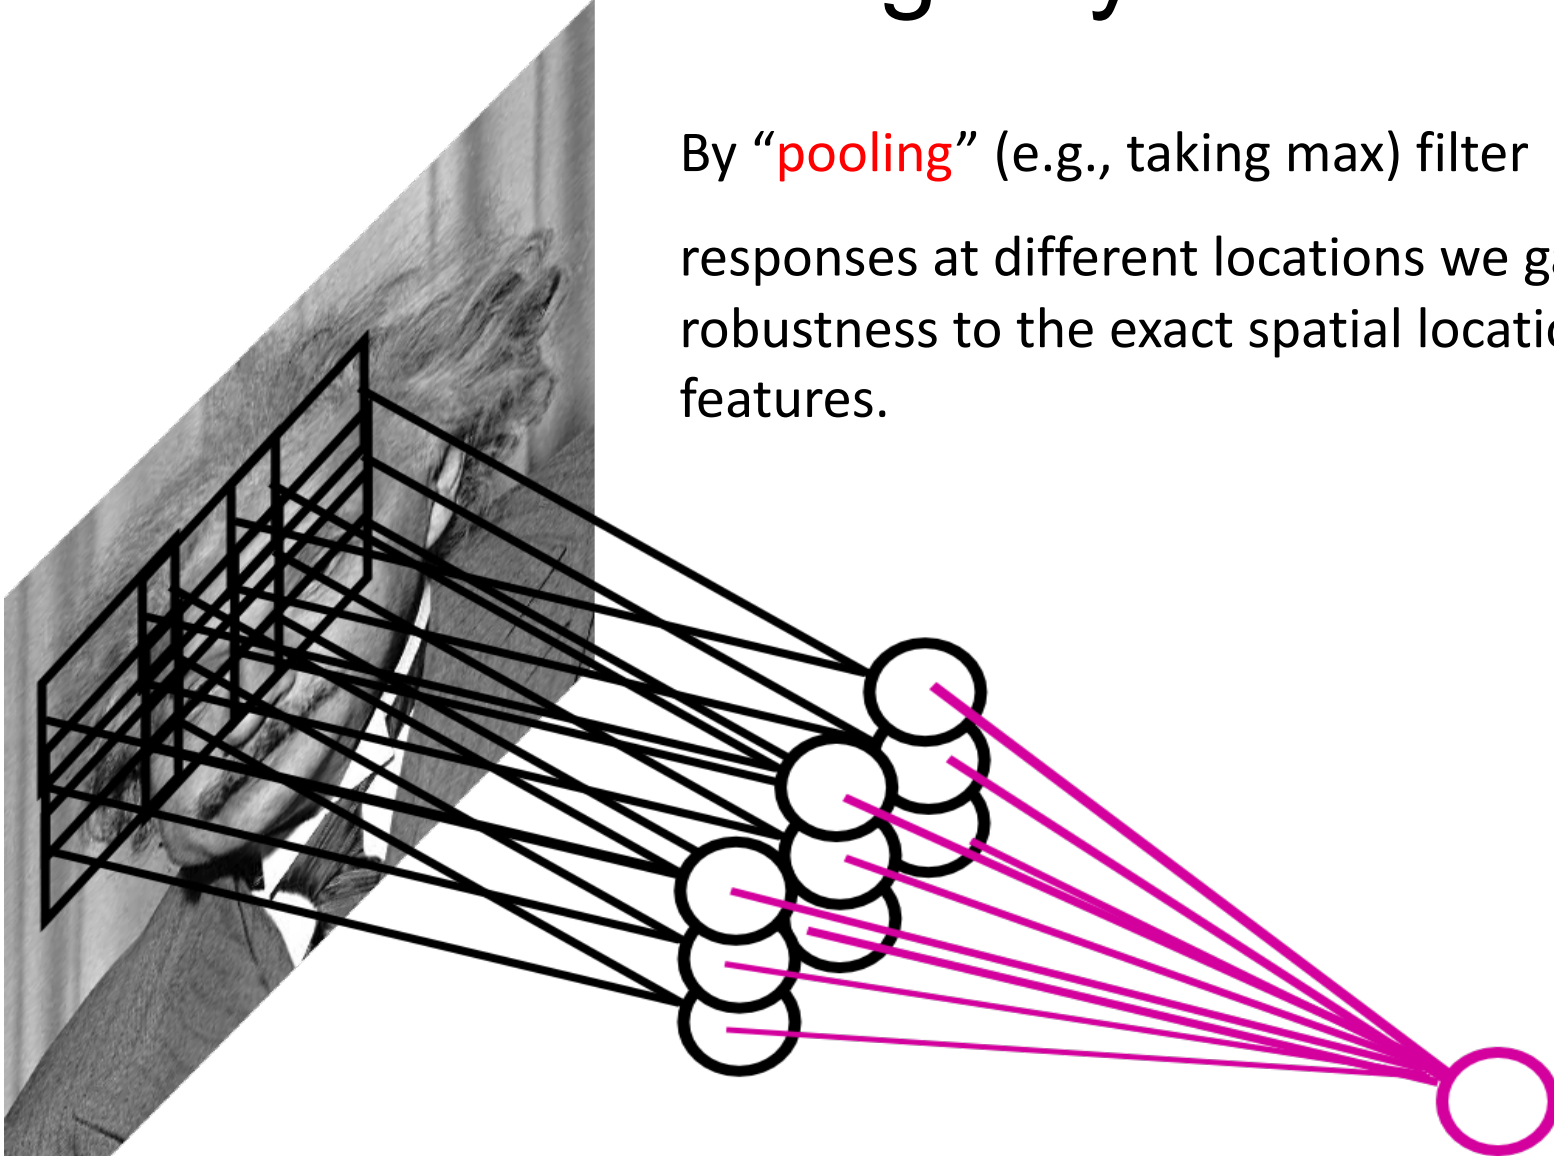 By “pooling” (e.g., taking max) filter
responses at different locations we
robustness to the exact spatial
features.